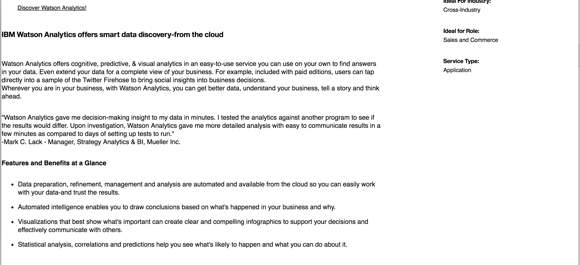 Discover Watson Analytics!
IBM Watson Analytics offers smart data discovery-from the cloud
Watson Analytics offers cognitive, predictive, & visual analytics in an easy-to-use service you can use on your own to find answers
in your data. Even extend your data for a complete view of your business. For example, included with paid editions, users can tap
directly into a sample of the Twitter Firehose to bring social insights into business decisions.
Wherever you are in your business, with Watson Analytics, you can get better data, understand your business, tell a story and think
ahead.
"Watson Analytics gave me decision-making insight to my data in minutes. I tested the analytics against another program to see if
the results would differ. Upon investigation, Watson Analytics gave me more detailed analysis with easy to communicate results in a
few minutes as compared to days of setting up tests to run."
-Mark C. Lack - Manager, Strategy Analytics & BI, Mueller Inc.
Features and Benefits at a Glance
• Data preparation, refinement, management and analysis are automated and available from the cloud so you can easily work
with your data-and trust the results.
• Automated intelligence enables you to draw conclusions based on what's happened in your business and why.
• Visualizations that best show what's important can create clear and compelling infographics to support your decisions and
effectively communicate with others.
• Statistical analysis, correlations and predictions help you see what's likely to happen and what you can do about it.
Ideal For Industry:
Cross-Industry
Ideal for Role:
Sales and Commerce
Service Type:
Application